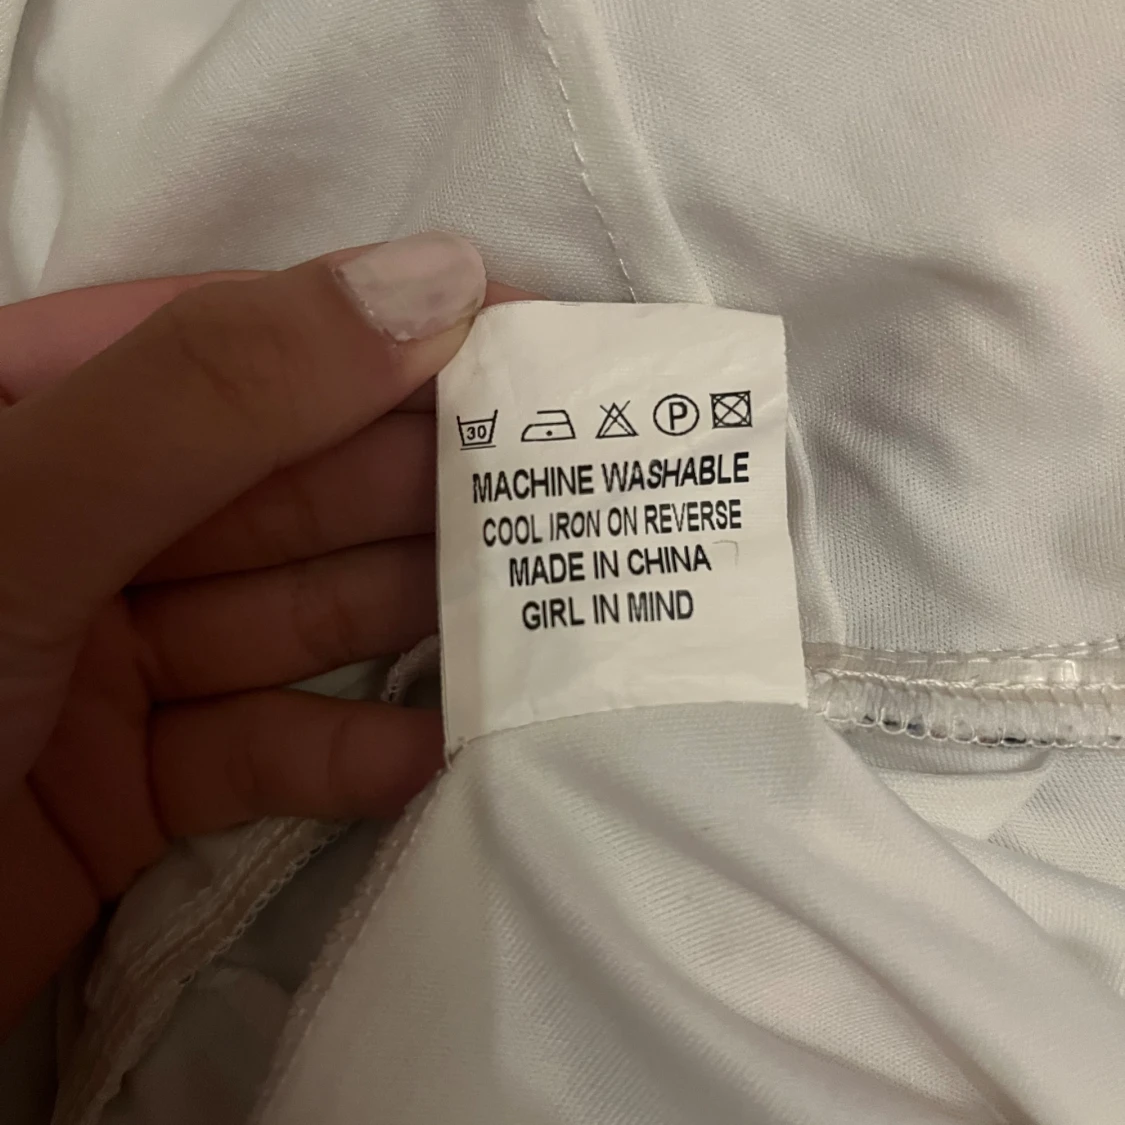 30 P
MACHINE WASHABLE
COOL IRON ON REVERSE
MADE IN CHINA
GIRL IN MIND